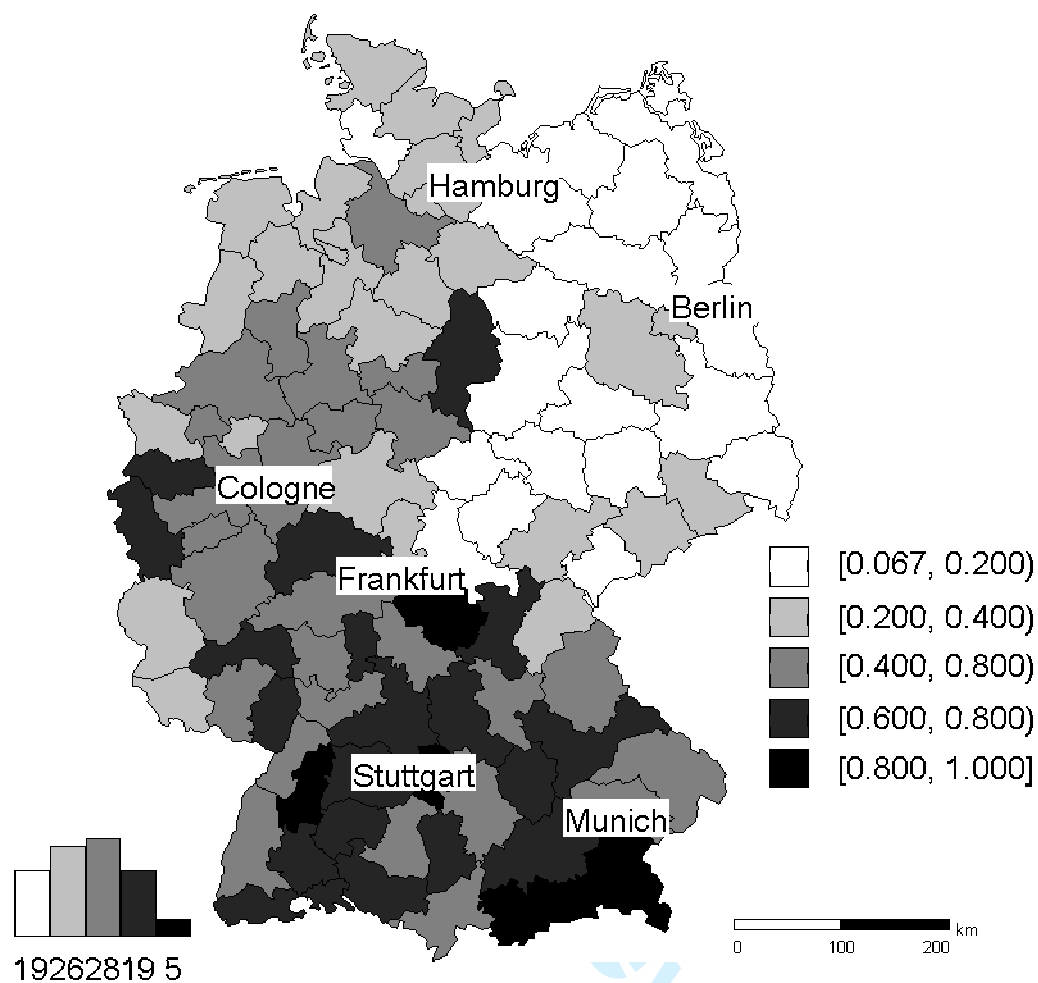 Hamburg
Berlin
Cologne
[0.067, 0.200)
Frankfurt
[0.200, 0.400)
[0.400, 0.800)
[0.600, 0.800)
Stuttgart
[0.800, 1.000]
Munich
km
0 100 200
19262819 5